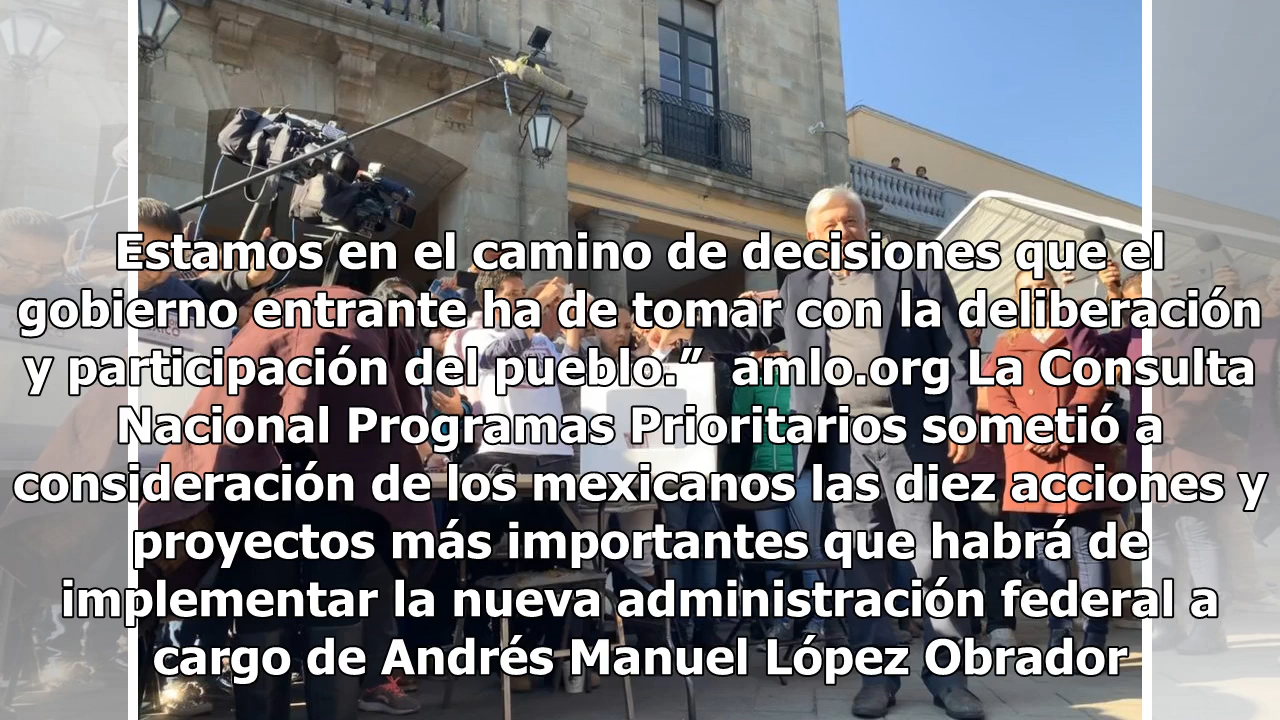 Estamos en el camino de decisiones que el
gobierno entrante ha de tomar con la deliberación
y participación del pueblo.”  amlo.org La Consulta
Nacional Programas Prioritarios sometió a
consideración de los mexicanos las diez acciones y
proyectos más importantes que habrá de
implementar la nueva administración federal a
cargo de Andrés Manuel López Obrador